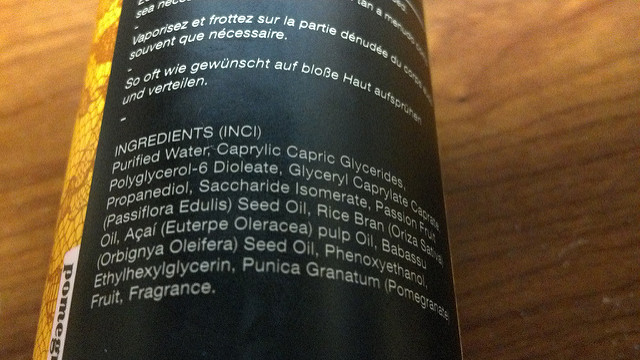 sea
tan a
Vaporisez et frottez sur la partie dénudée du corps
souvent que nécessaire.
-
So oft wie gewünscht auf bloße Haut aufsprühen
und verteilen.
-
INGREDIENTS (INCI)
Purified Water, Caprylic Capric Glycerides,
Polyglycerol-6 Dioleate, Glyceryl Caprylate Caprate
Propanediol, Saccharide Isomerate, Passion Fruit
(Passiflora Edulis) Seed Oil, Rice Bran (Oriza Sativa)
Oil, Açaí (Euterpe Oleracea) pulp Oil, Babassu
(Orbignya Oleifera) Seed Oil, Phenoxyethanol,
Ethylhexylglycerin, Punica Granatum (Pomegranate)
Fruit, Fragrance.
pomegr